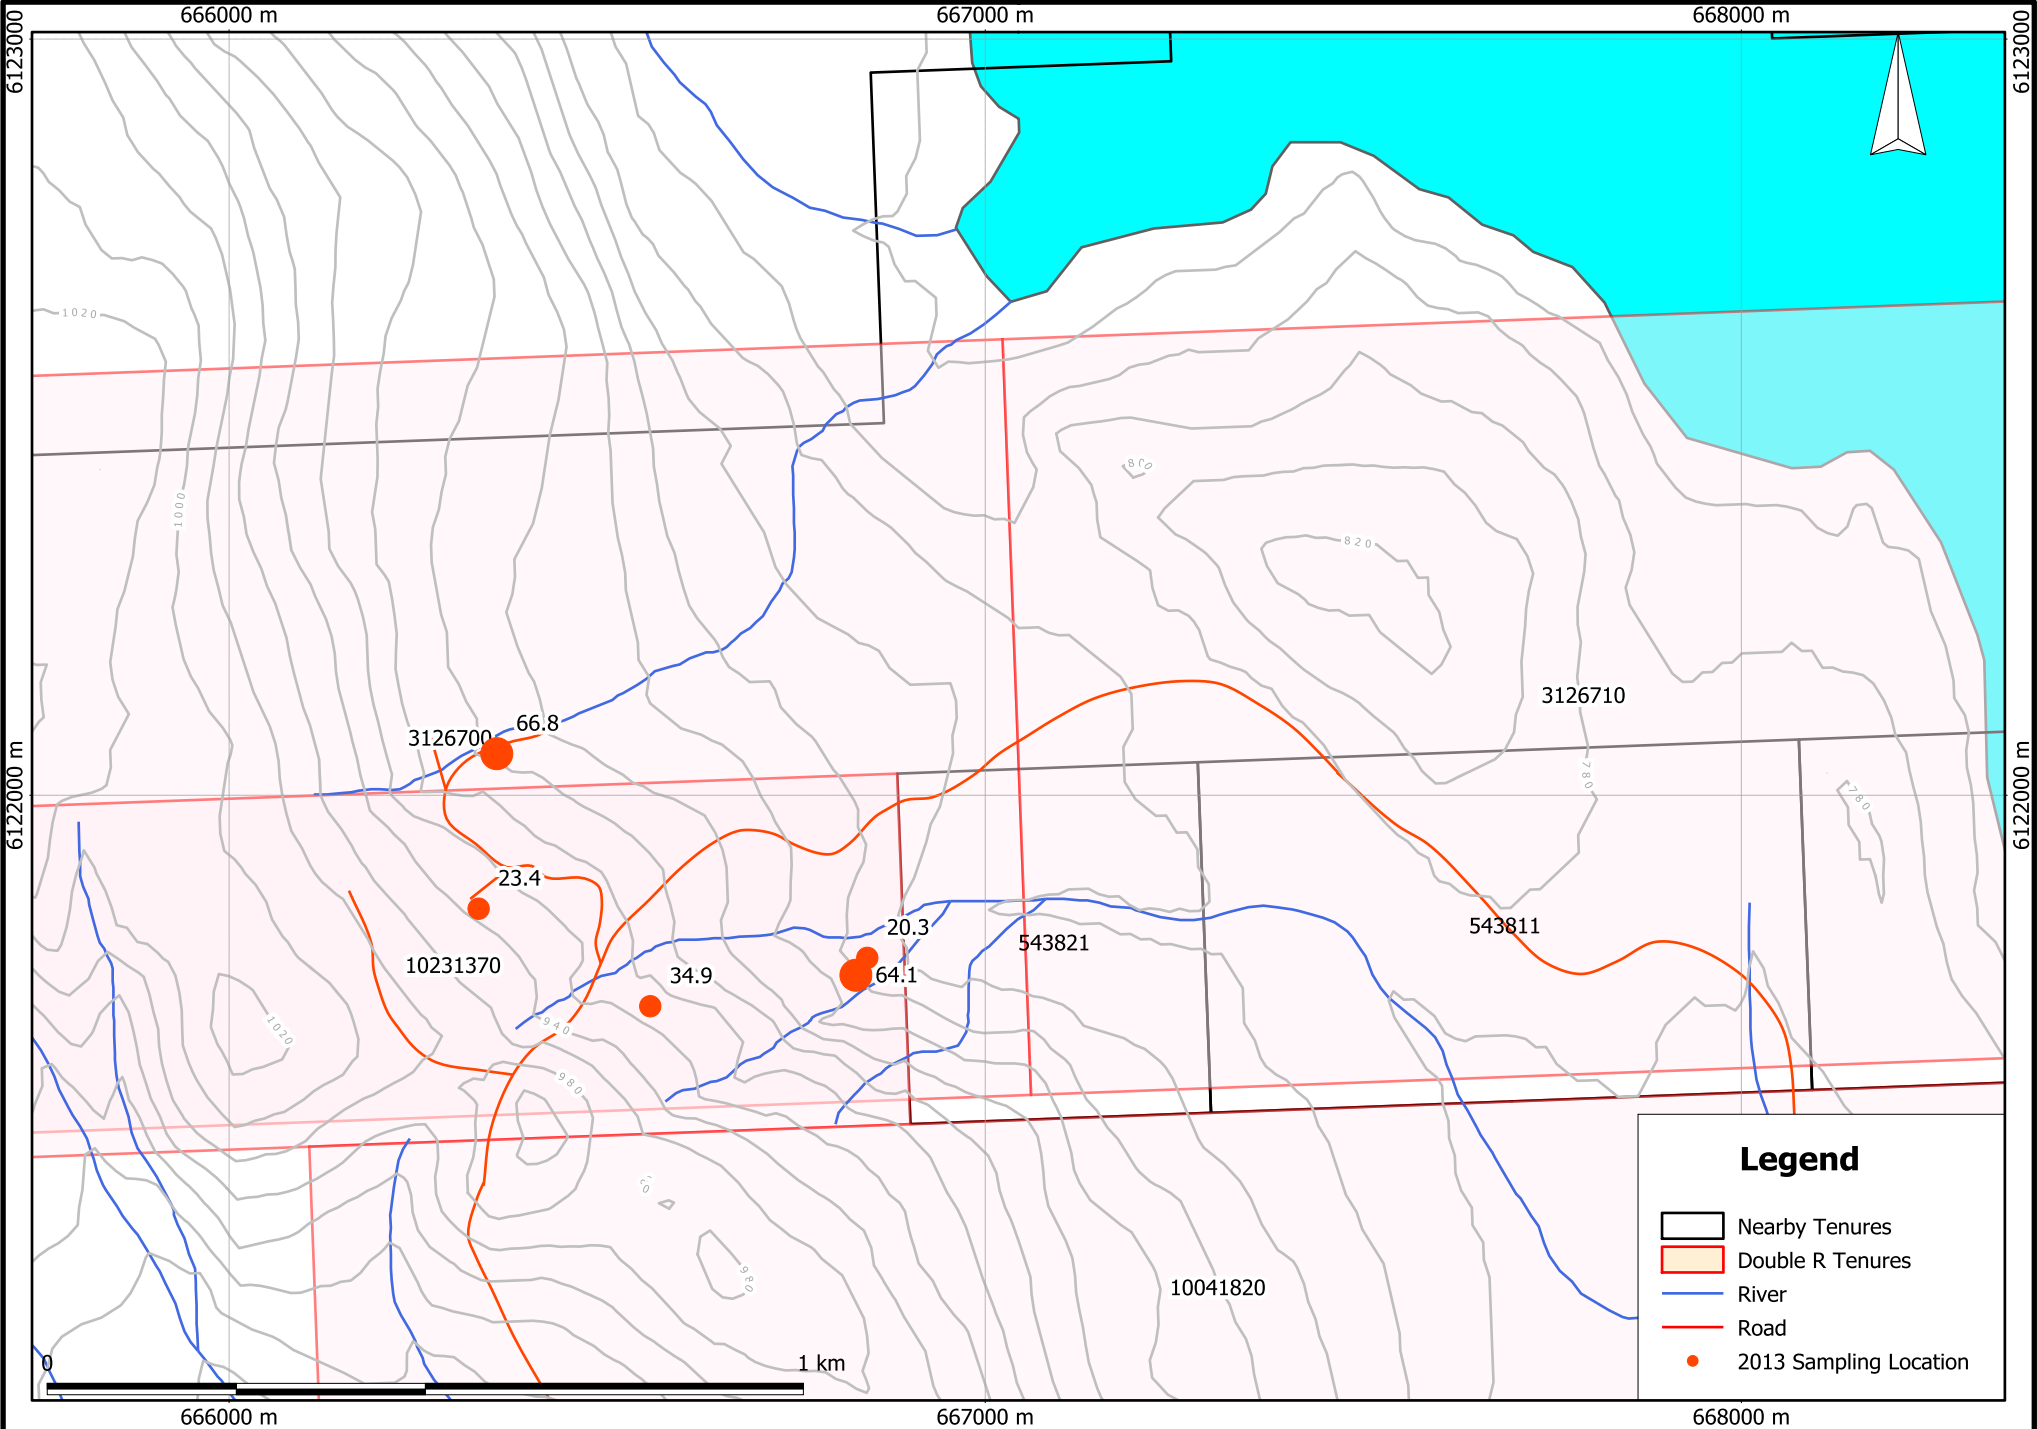 666000 m
667000 m
668000 m
6123000
6123000
1020
1000
820
3126710
66.8
3126700
780
780
6122000 m
6122000 m
23.4
20.3
543811
543821
10231370
34.9
64.1
1020
940
980
Legend
980
Nearby Tenures
Double R Tenures
10041820
River
Road
0
1 km
2013 Sampling Location
666000 m
667000 m
668000 m